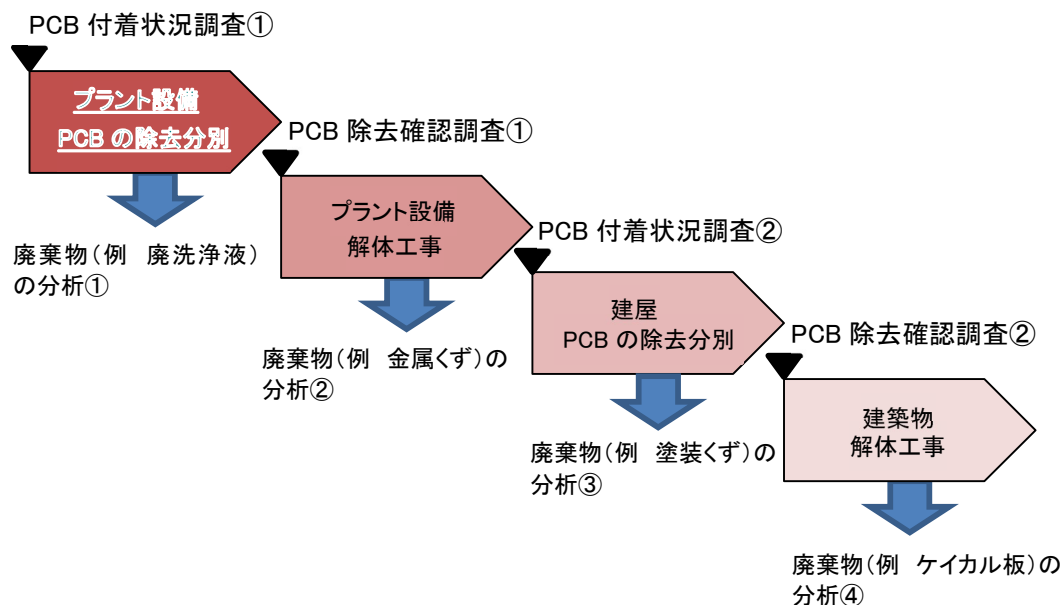 PCB 付着状況調査①
プラント設備
PCB の除去分別
廃棄物(例 廃洗浄液)
の分析①
PCB 除去確認調査①
プラント設備
解体工事
廃棄物(例 金属くず)の
分析②
PCB 付着状況調査②
建屋
PCB の除去分別
廃棄物(例 塗装くず)の
分析③
PCB 除去確認調査②
建築物
解体工事
廃棄物(例 ケイカル板)の
分析④